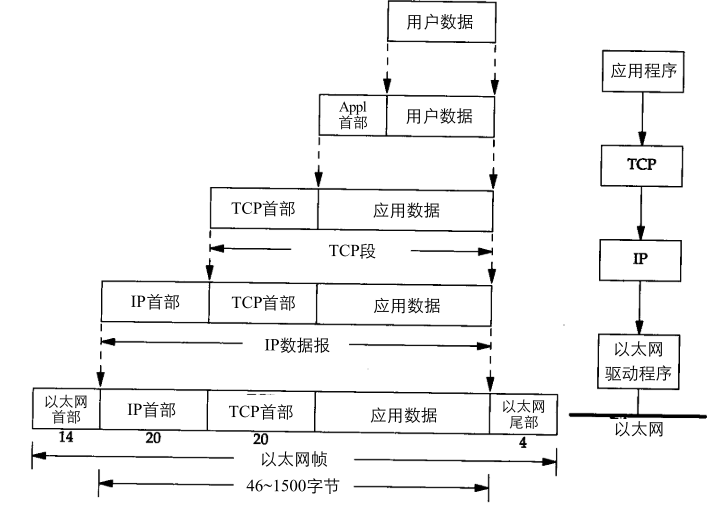 用户数据
Appl
首部
用户数据
TCP首部
应用数据
TCP段
IP首部
TCP首部
应用数据
IP数据报
以太网
首部
IP首部
TCP首部
应用数据
以太网
尾部
14
20
20
4
以太网帧
46~1500字节
应用程序
TCP
IP
以太网
驱动程序
以太网